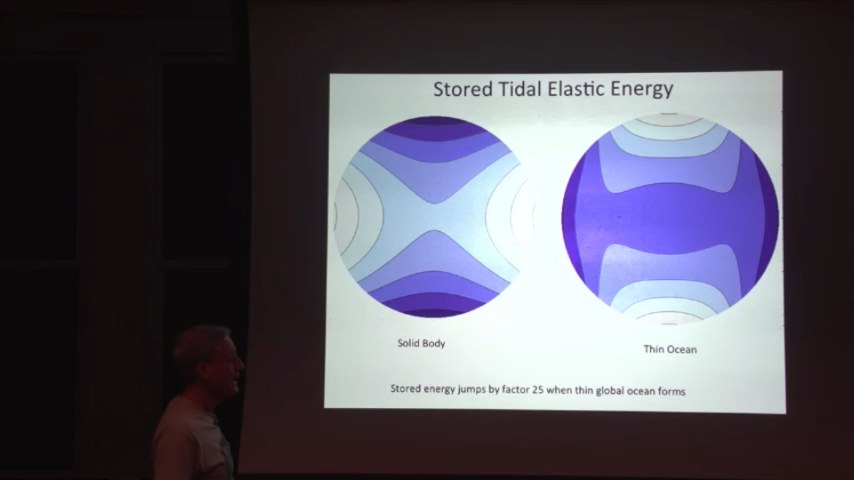 Stored Tidal Elastic Energy
Solid Body
Thin Ocean
Stored energy jumps by factor 25 when thin global ocean forms